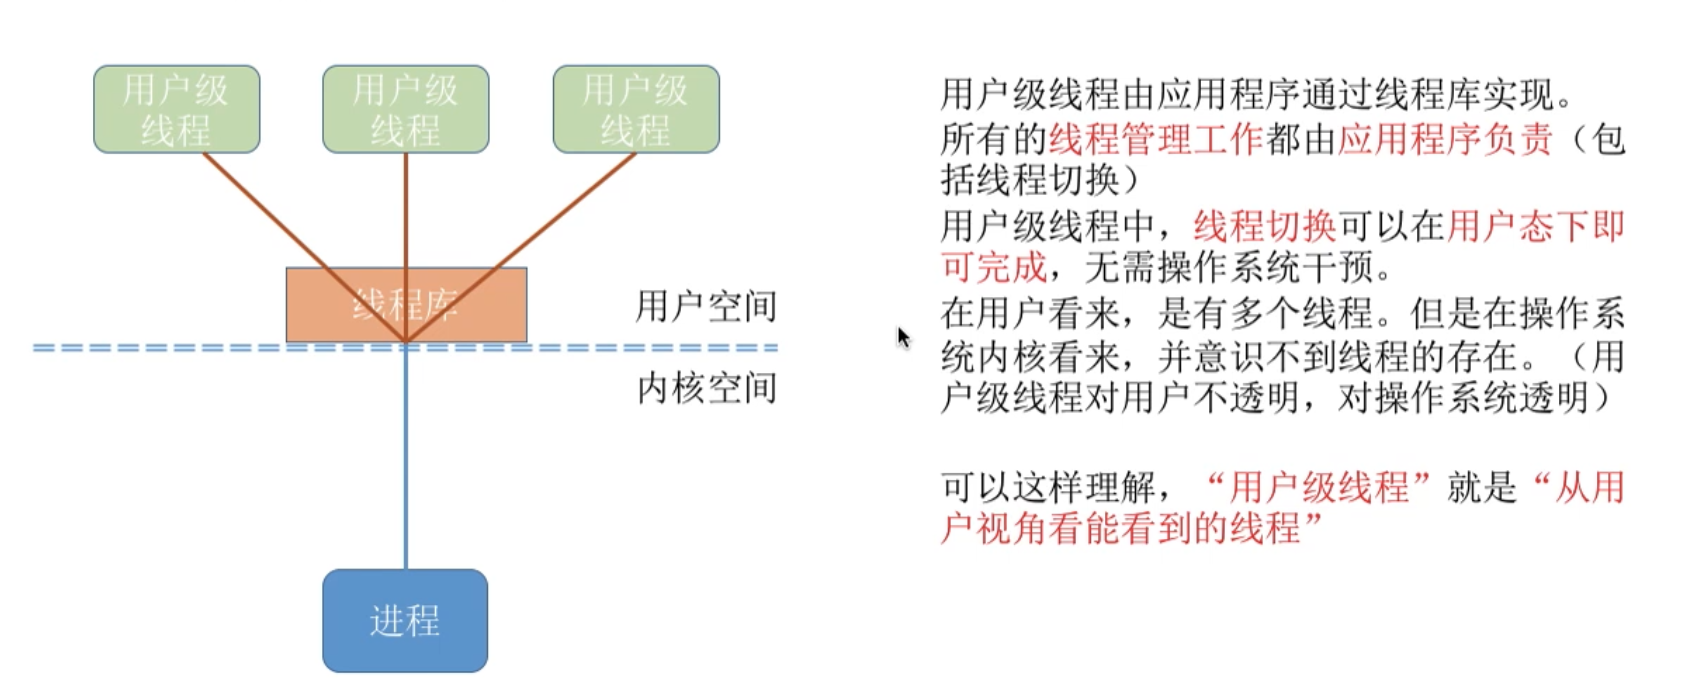 用户级
线程
用户级
线程
用户级
线程
线程库
用户空间
内核空间
进程
用户级线程由应用程序通过线程库实现。
所有的线程管理工作都由应用程序负责（包
括线程切换）
用户级线程中，线程切换可以在用户态下即
可完成，无需操作系统干预。
在用户看来，是有多个线程。但是在操作系
统内核看来，并意识不到线程的存在。（用
户级线程对用户不透明，对操作系统透明）
可以这样理解，“用户级线程”就是“从用
户视角看能看到的线程”